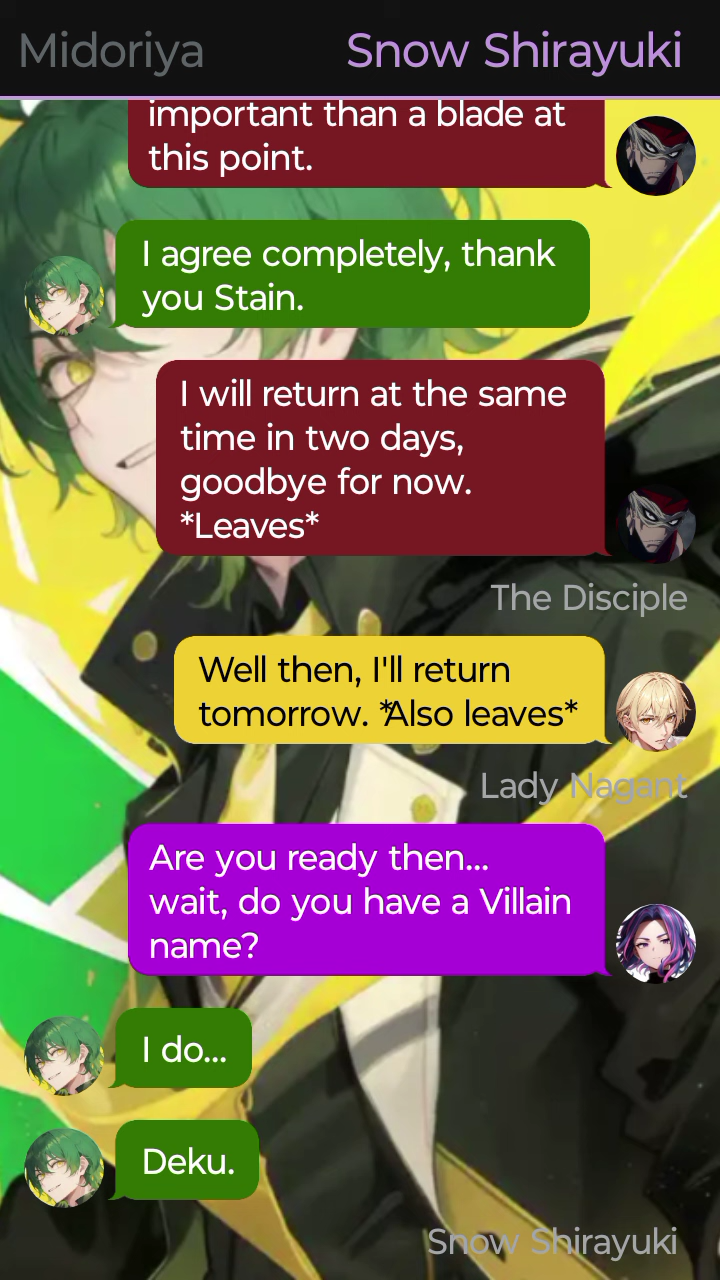 Midoriya
Snow Shirayuki
important than a blade at
this point.
I agree completely, thank
you Stain.
I will return at the same
time in two days,
goodbye for now.
*Leaves*
The Disciple
Well then, I'll return
tomorrow. *Also leaves*
Lady Nagant
Are you ready then...
wait, do you have a Villain
name?
I do...
Deku.
Snow Shirayuki